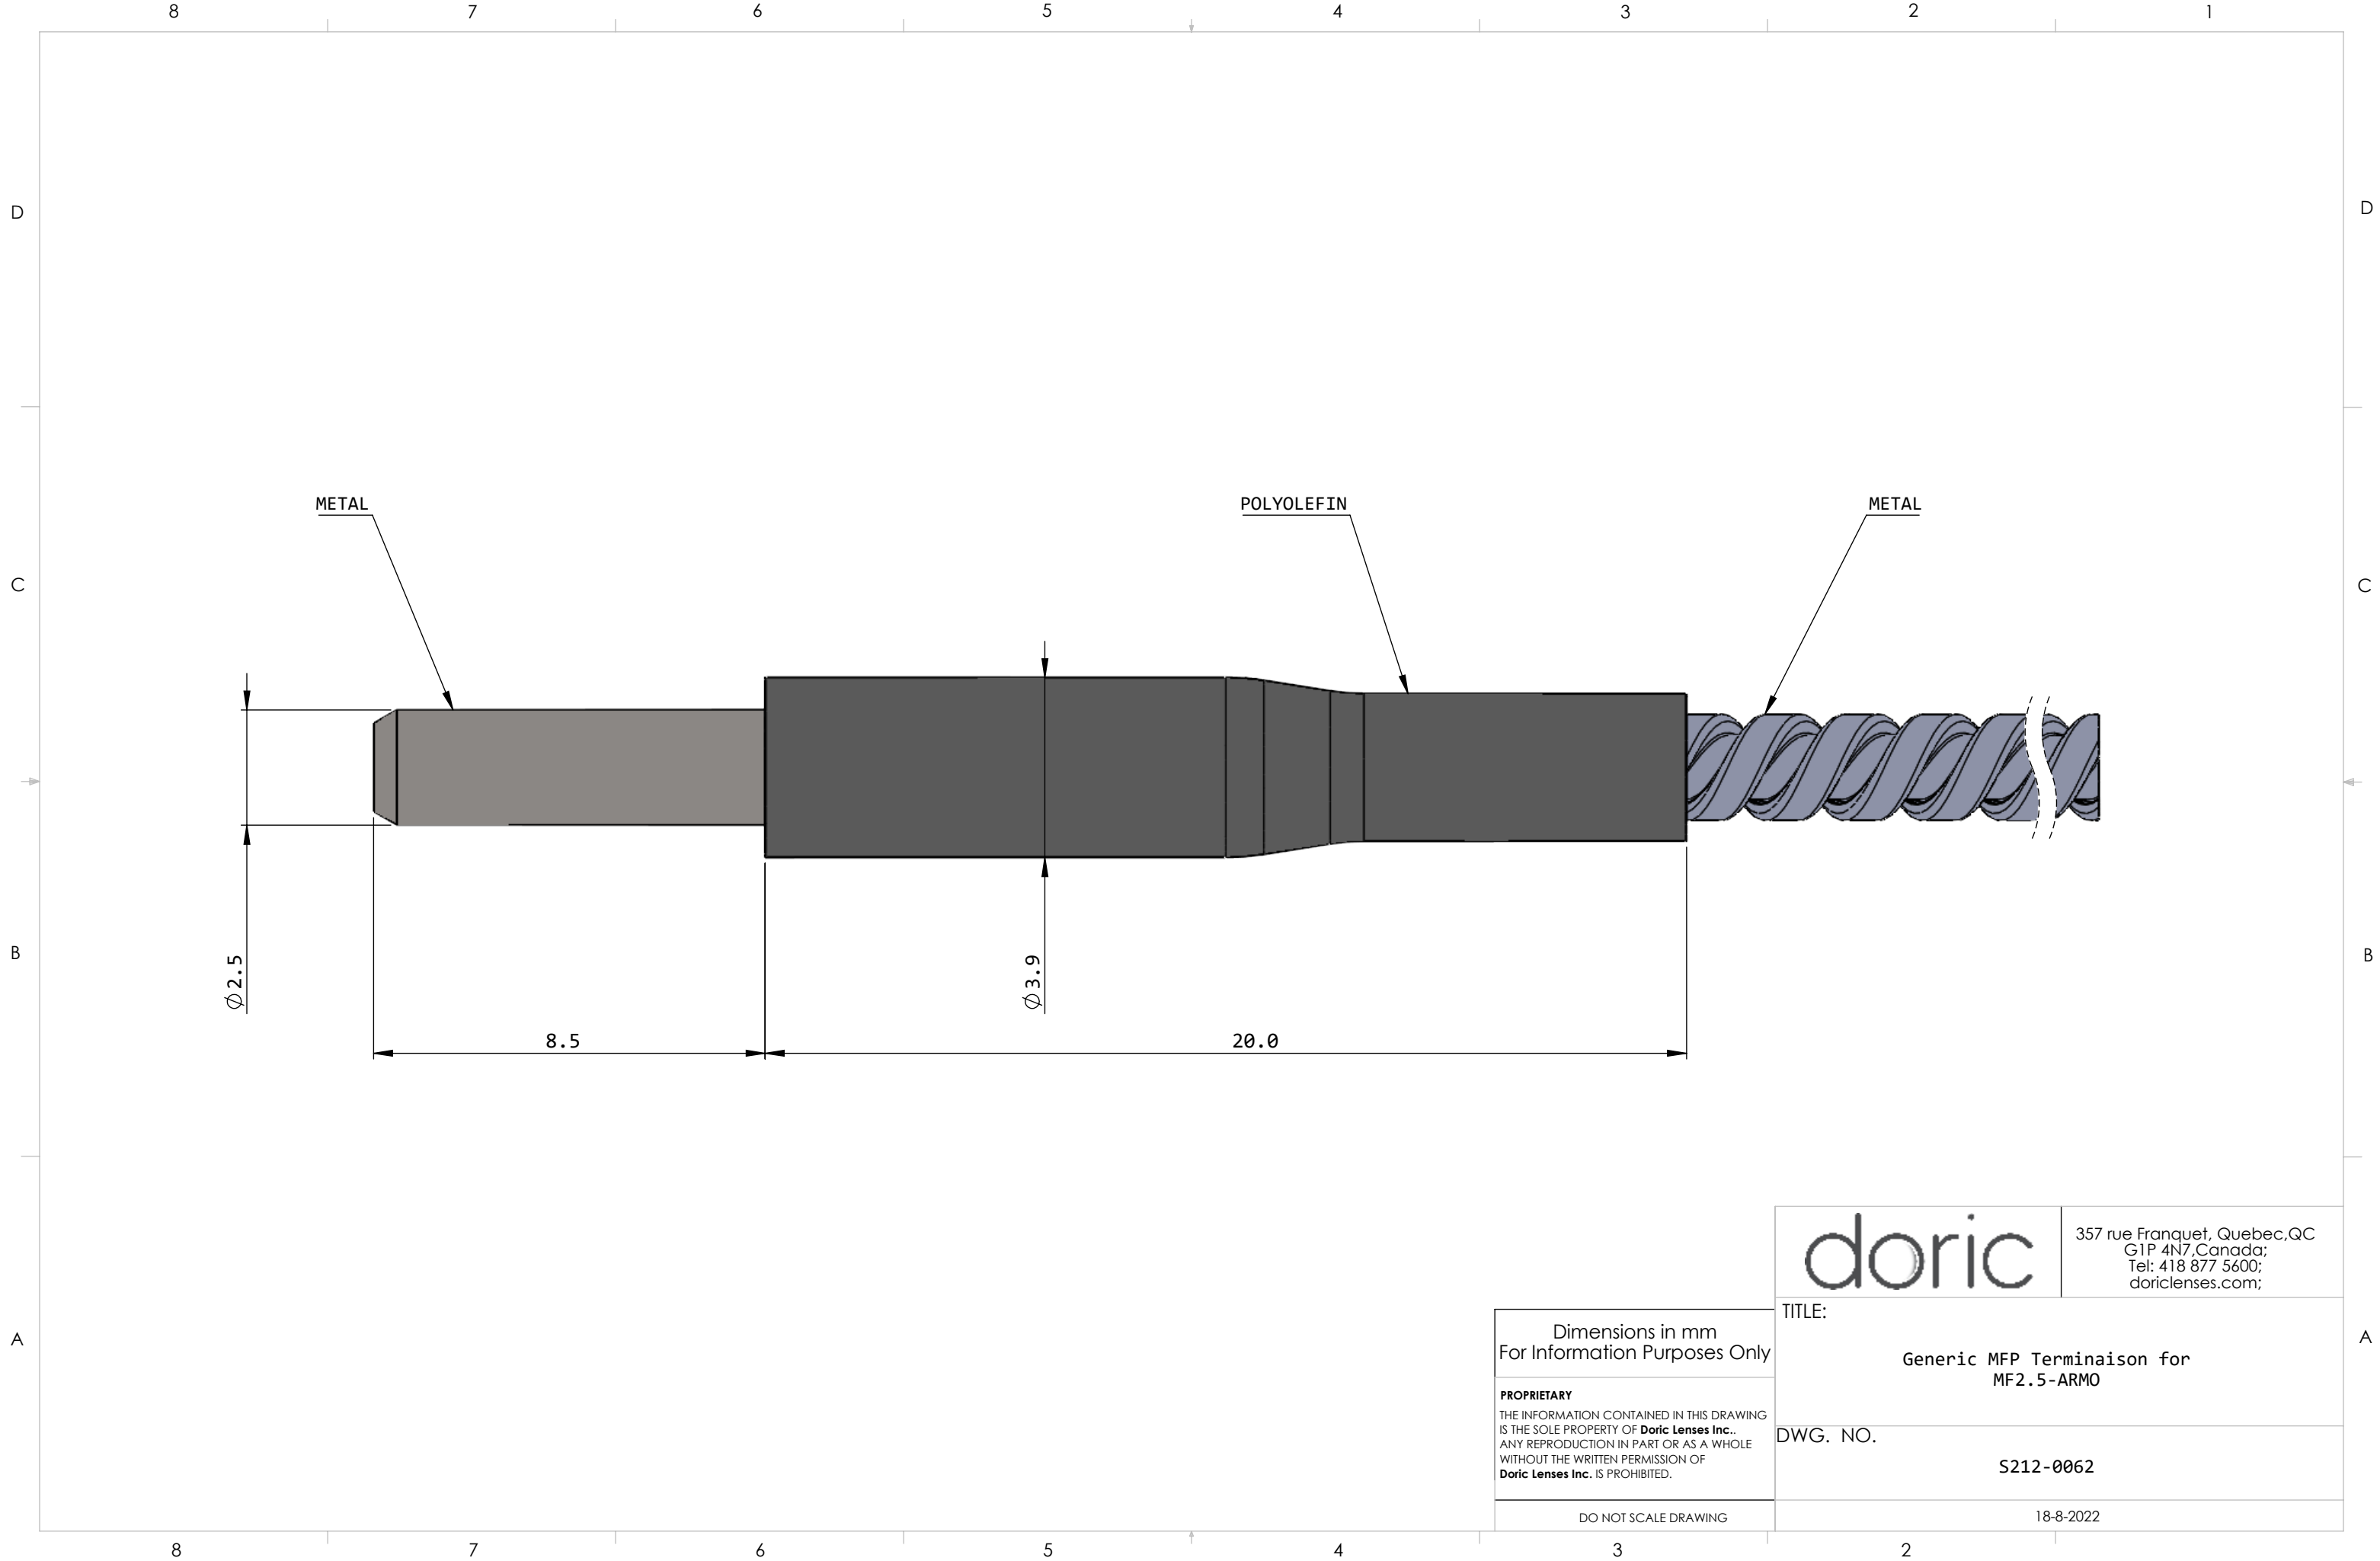 8 7 6 5 4 3 2 1
D D
METAL POLYOLEFIN METAL
C C
B B
⌀2.5 ⌀3.9
8.5 20.0
doric
357 rue Franquet, Quebec,QC
G1P 4N7,Canada;
Tel: 418 877 5600;
doriclenses.com;
A A
Dimensions in mm
For Information Purposes Only
PROPRIETARY
THE INFORMATION CONTAINED IN THIS DRAWING
IS THE SOLE PROPERTY OF Doric Lenses Inc..
ANY REPRODUCTION IN PART OR AS A WHOLE
WITHOUT THE WRITTEN PERMISSION OF
Doric Lenses Inc. IS PROHIBITED.
DO NOT SCALE DRAWING
TITLE:
Generic MFP Terminaison for
MF2.5-ARMO
DWG. NO.
S212-0062
18-8-2022
8 7 6 5 4 3 2